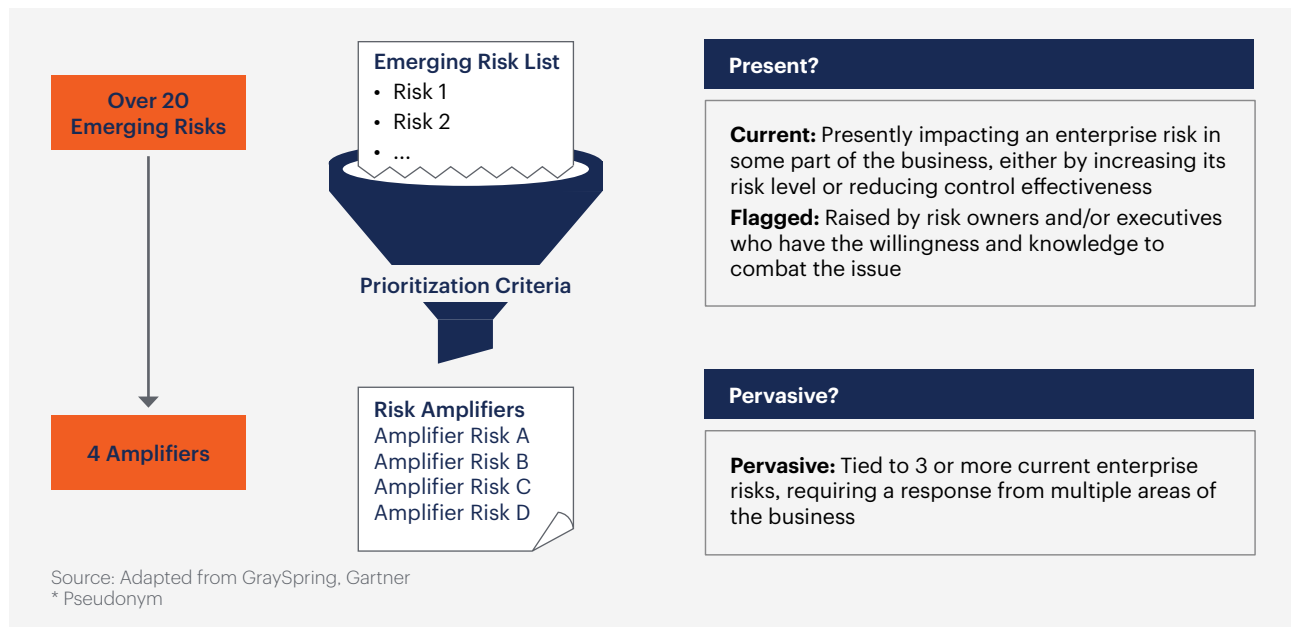 Over 20
Emerging Risks
4 Amplifiers
Emerging Risk List
• Risk 1
• Risk 2
• ...
Prioritization Criteria
Risk Amplifiers
Amplifier Risk A
Amplifier Risk B
Amplifier Risk C
Amplifier Risk D
Present?
Current: Presently impacting an enterprise risk in
some part of the business, either by increasing its
risk level or reducing control effectiveness
Flagged: Raised by risk owners and/or executives
who have the willingness and knowledge to
combat the issue
Pervasive?
Pervasive: Tied to 3 or more current enterprise
risks, requiring a response from multiple areas of
the business
Source: Adapted from GraySpring, Gartner
* Pseudonym